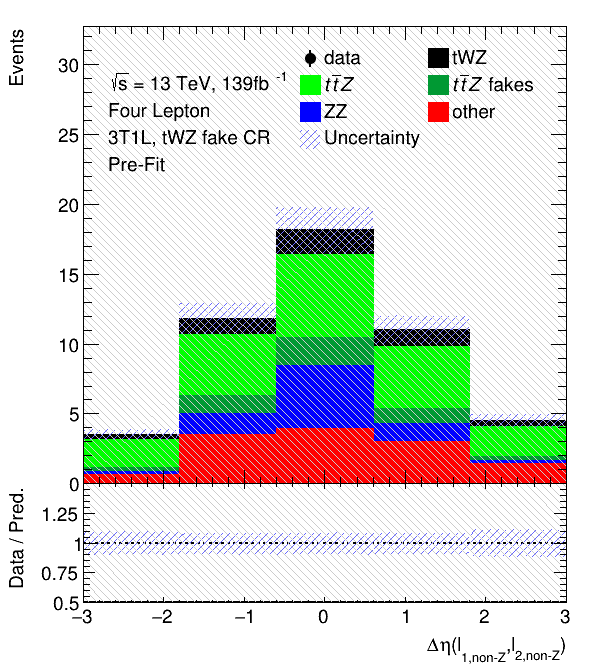 Events
data
tWZ
√s = 13 TeV, 139fb⁻¹
tt̄Z
tt̄Z fakes
Four Lepton
ZZ
other
3T1L, tWZ fake CR
Uncertainty
Pre-Fit
30
25
20
15
10
5
0
Data / Pred.
1.25
1
0.75
0.5
−3 −2 −1 0 1 2 3
Δη(l1,non-Z,l2,non-Z)